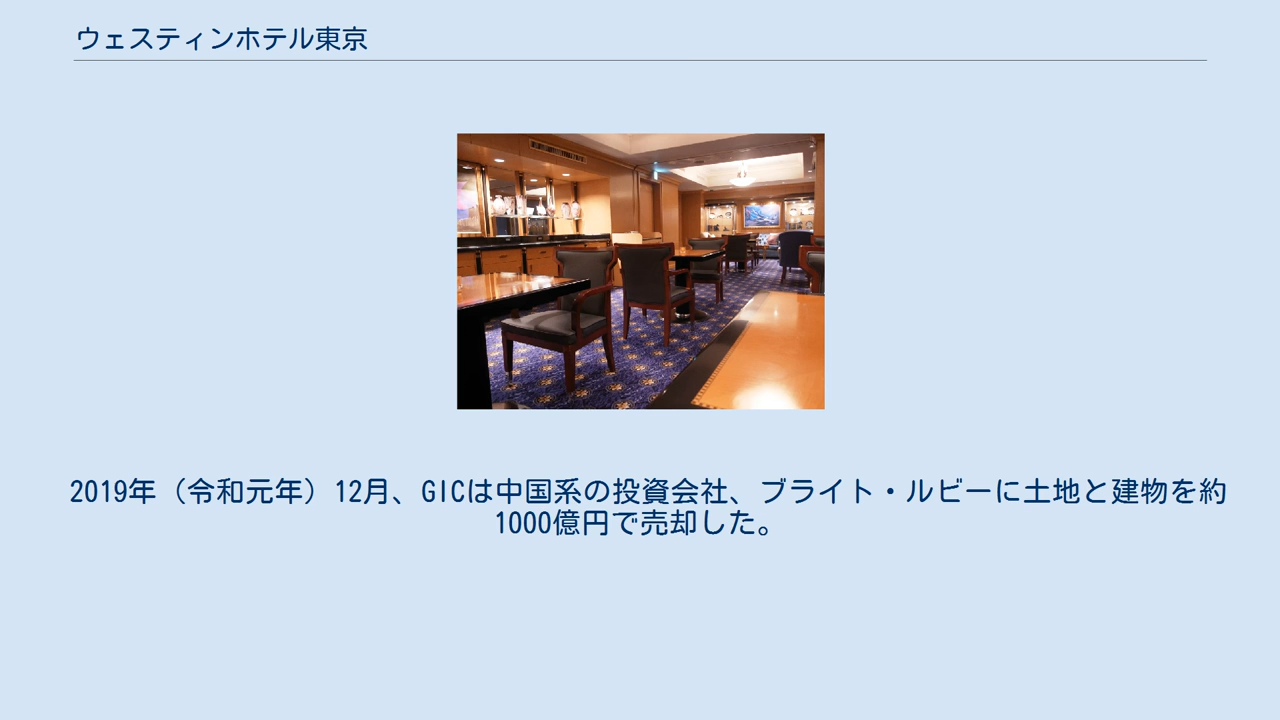 ウェスティンホテル東京
2019年（令和元年）12月、GICは中国系の投資会社、ブライト・ルビーに土地と建物を約
1000億円で売却した。